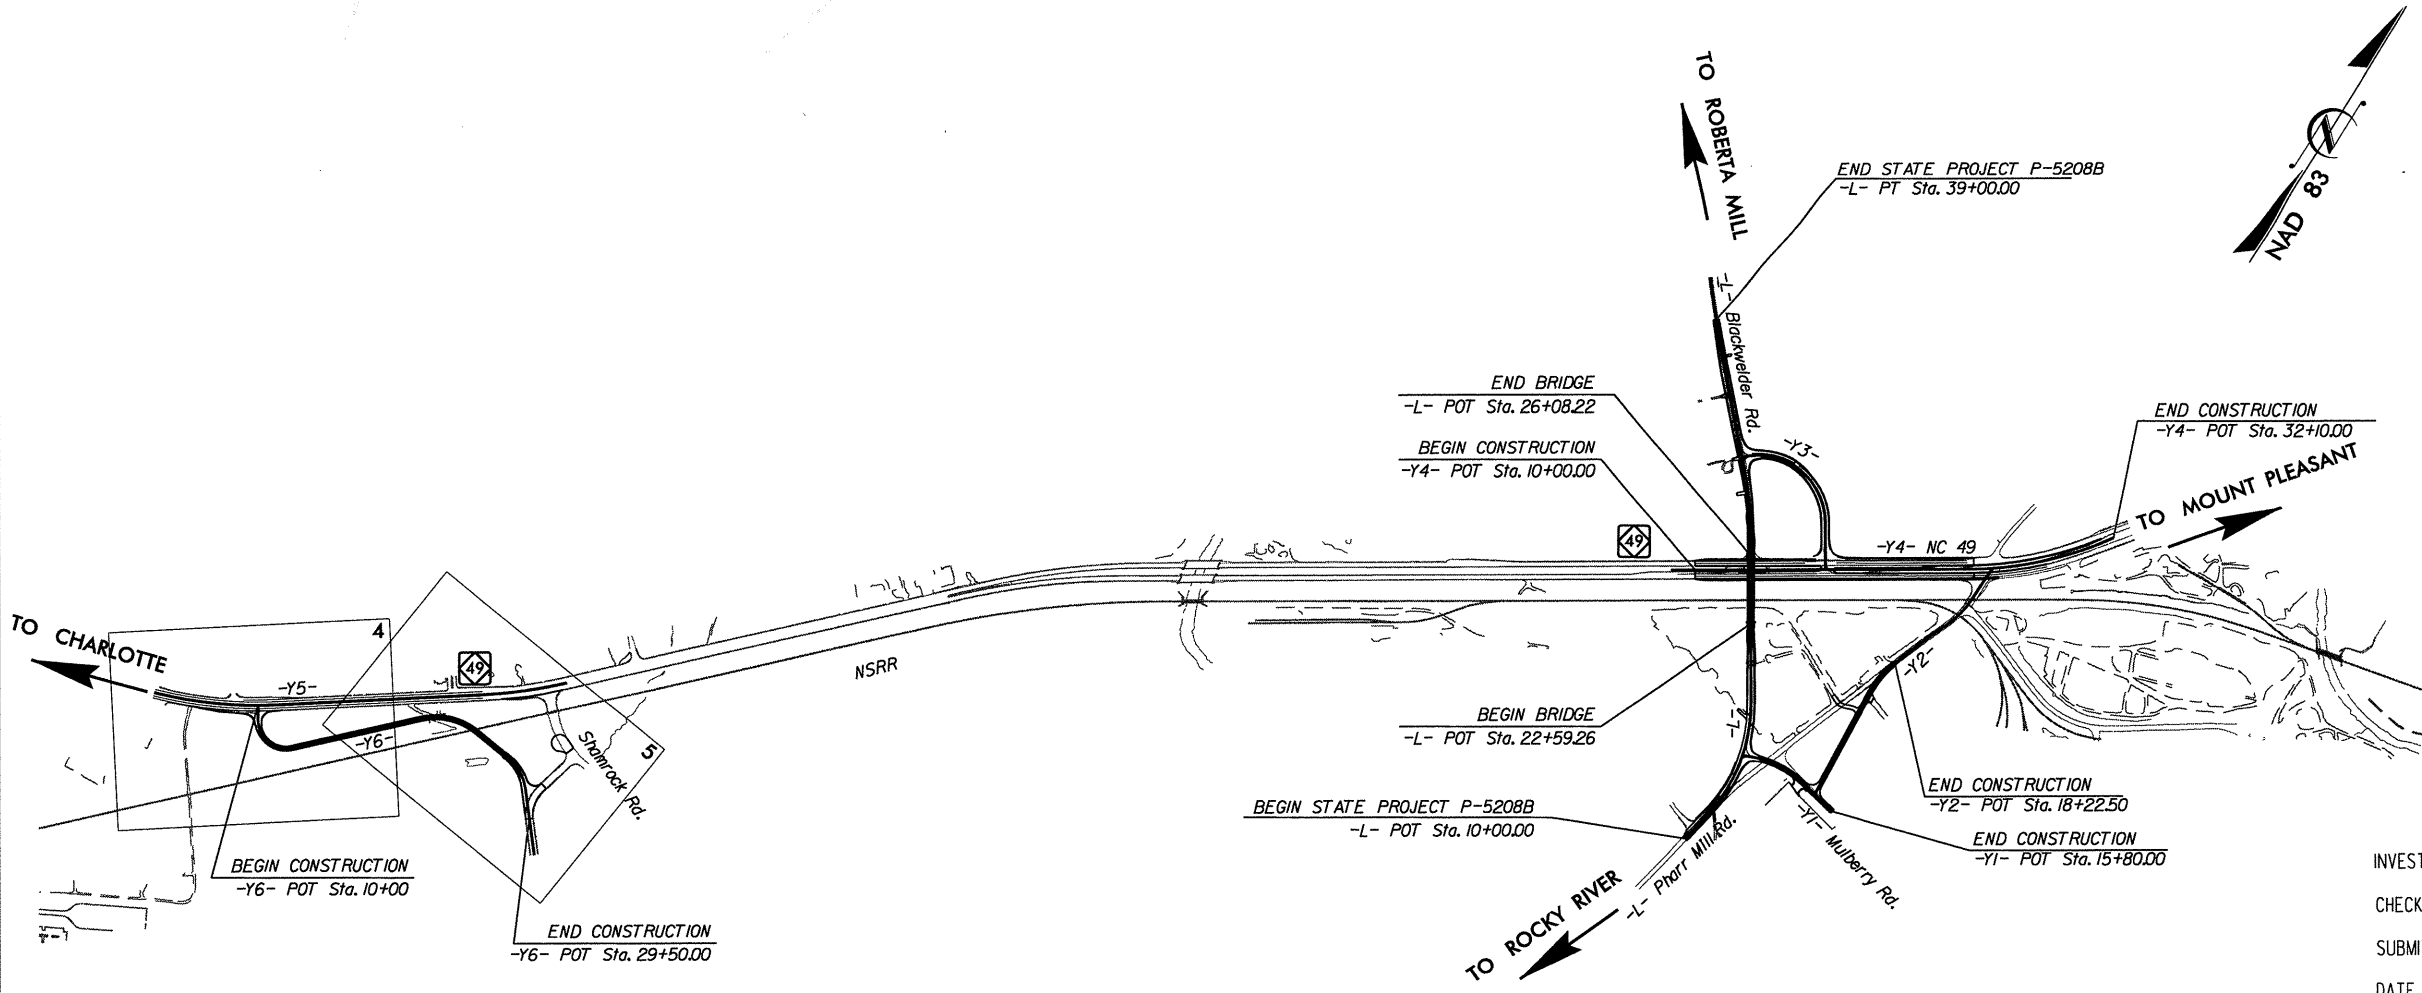 TO ROBERTA MILL
END STATE PROJECT P-5208B
-L- PT Sta. 39+00.00
NAD 83
N
-L- Blackwelder Rd.
END BRIDGE
-L- POT Sta. 26+08.22
BEGIN CONSTRUCTION
-Y4- POT Sta. 10+00.00
-Y3-
END CONSTRUCTION
-Y4- POT Sta. 32+10.00
TO MOUNT PLEASANT
49
-Y4- NC 49
TO CHARLOTTE
4
49
-Y5-
NSRR
-Y6-
Shamrock Rd.
5
-Y2-
BEGIN BRIDGE
-L- POT Sta. 22+59.26
-L-
END CONSTRUCTION
-Y2- POT Sta. 18+22.50
BEGIN STATE PROJECT P-5208B
-L- POT Sta. 10+00.00
END CONSTRUCTION
-Y1- POT Sta. 15+80.00
-L- Pharr Mill Rd.
-Y1- Mulberry Rd.
BEGIN CONSTRUCTION
-Y6- POT Sta. 10+00
END CONSTRUCTION
-Y6- POT Sta. 29+50.00
TO ROCKY RIVER
INVEST
CHECK
SUBMI
DATE